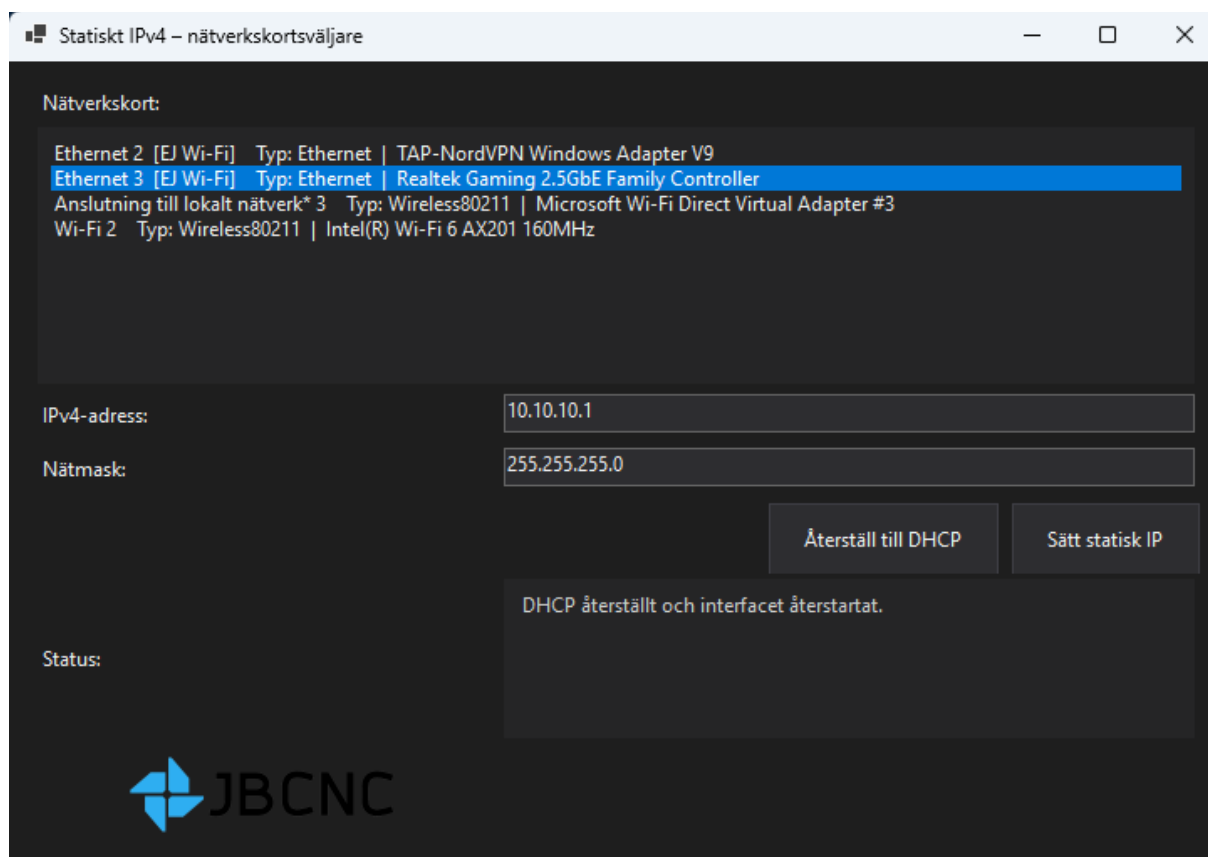 Statiskt IPv4 – nätverkskortsväljare
Nätverkskort:
Ethernet 2 [EJ Wi-Fi] Typ: Ethernet | TAP-NordVPN Windows Adapter V9
Ethernet 3 [EJ Wi-Fi] Typ: Ethernet | Realtek Gaming 2.5GbE Family Controller
Anslutning till lokalt nätverk* 3 Typ: Wireless80211 | Microsoft Wi-Fi Direct Virtual Adapter #3
Wi-Fi 2 Typ: Wireless80211 | Intel(R) Wi-Fi 6 AX201 160MHz
IPv4-adress:
10.10.10.1
Nätmask:
255.255.255.0
Återställ till DHCP
Sätt statisk IP
DHCP återställt och interfacet återstartat.
Status:
JBCNC